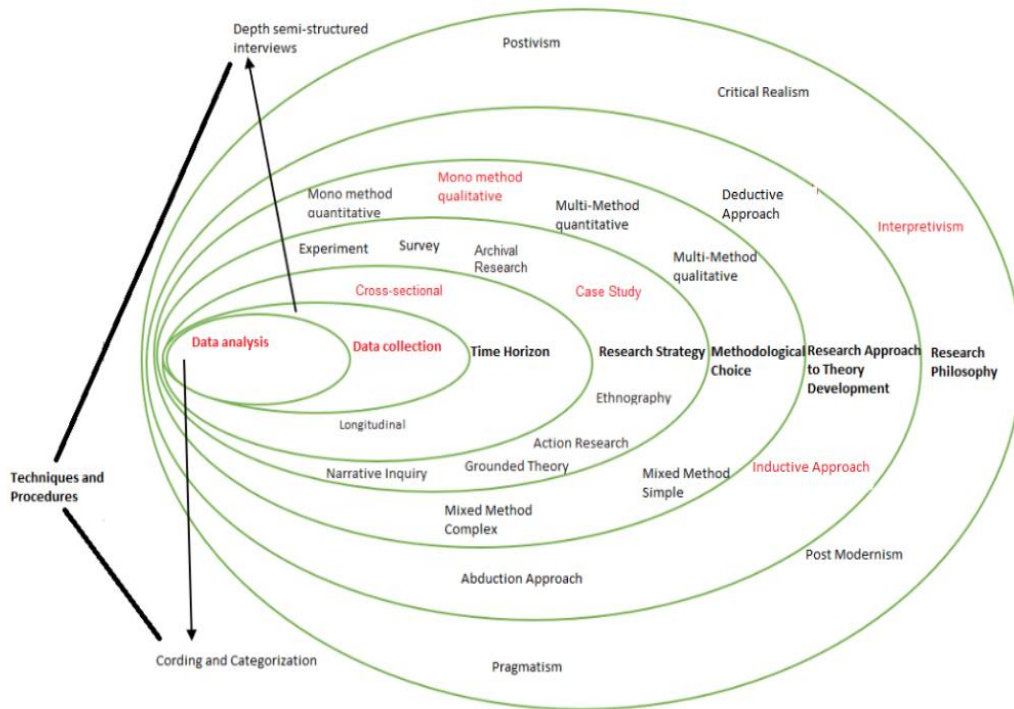 Depth semi-structured
interviews
Postivism
Critical Realism
Mono method
quantitative
Mono method
qualitative
Multi-Method
quantitative
Deductive
Approach
Interpretivism
Experiment
Survey
Archival
Research
Multi-Method
qualitative
Cross-sectional
Case Study
Data analysis
Data collection
Time Horizon
Research Strategy
Methodological
Choice
Research Approach
to Theory
Development
Research
Philosophy
Ethnography
Longitudinal
Action Research
Narrative Inquiry
Grounded Theory
Mixed Method
Simple
Inductive Approach
Techniques and
Procedures
Mixed Method
Complex
Post Modernism
Abduction Approach
Cording and Categorization
Pragmatism